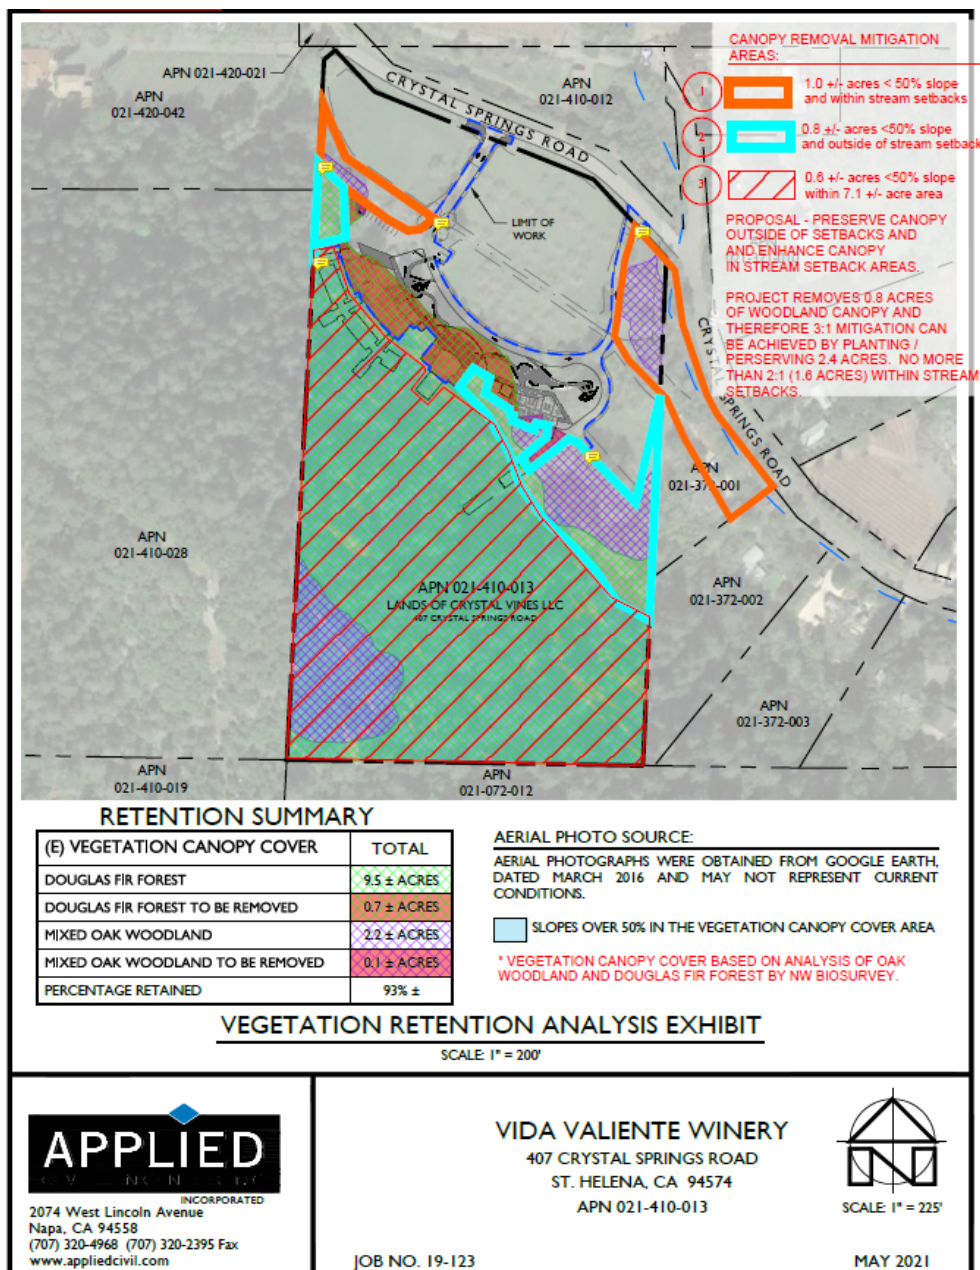 CANOPY REMOVAL MITIGATION
AREAS:
1
1.0 +/- acres < 50% slope
and within stream setbacks
2
0.8 +/- acres <50% slope
and outside of stream setback
3
0.6 +/- acres <50% slope
within 7.1 +/- acre area
PROPOSAL - PRESERVE CANOPY
OUTSIDE OF SETBACKS AND
AND ENHANCE CANOPY
IN STREAM SETBACK AREAS.
PROJECT REMOVES 0.8 ACRES
OF WOODLAND CANOPY AND
THEREFORE 3:1 MITIGATION CAN
BE ACHIEVED BY PLANTING /
PERSERVING 2.4 ACRES. NO MORE
THAN 2:1 (1.6 ACRES) WITHIN STREAM
SETBACKS.
APN 021-420-021
APN
021-420-042
CRYSTAL SPRINGS ROAD
APN
021-410-012
LIMIT OF
WORK
CRYSTAL SPRINGS ROAD
APN
021-372-001
APN
021-410-028
APN 021-410-013
LANDS OF CRYSTAL VINES LLC
407 CRYSTAL SPRINGS ROAD
APN
021-372-002
APN
021-372-003
APN
021-410-019
APN
021-072-012
RETENTION SUMMARY
(E) VEGETATION CANOPY COVER TOTAL
DOUGLAS FIR FOREST 9.5 ± ACRES
DOUGLAS FIR FOREST TO BE REMOVED 0.7 ± ACRES
MIXED OAK WOODLAND 2.2 ± ACRES
MIXED OAK WOODLAND TO BE REMOVED 0.1 ± ACRES
PERCENTAGE RETAINED 93% ±
AERIAL PHOTO SOURCE:
AERIAL PHOTOGRAPHS WERE OBTAINED FROM GOOGLE EARTH,
DATED MARCH 2016 AND MAY NOT REPRESENT CURRENT
CONDITIONS.
SLOPES OVER 50% IN THE VEGETATION CANOPY COVER AREA
* VEGETATION CANOPY COVER BASED ON ANALYSIS OF OAK
WOODLAND AND DOUGLAS FIR FOREST BY NW BIOSURVEY.
VEGETATION RETENTION ANALYSIS EXHIBIT
SCALE: 1" = 200'
APPLIED
INCORPORATED
2074 West Lincoln Avenue
Napa, CA 94558
(707) 320-4968 (707) 320-2395 Fax
www.appliedcivil.com
VIDA VALIENTE WINERY
407 CRYSTAL SPRINGS ROAD
ST. HELENA, CA 94574
APN 021-410-013
JOB NO. 19-123
N
SCALE: 1" = 225'
MAY 2021